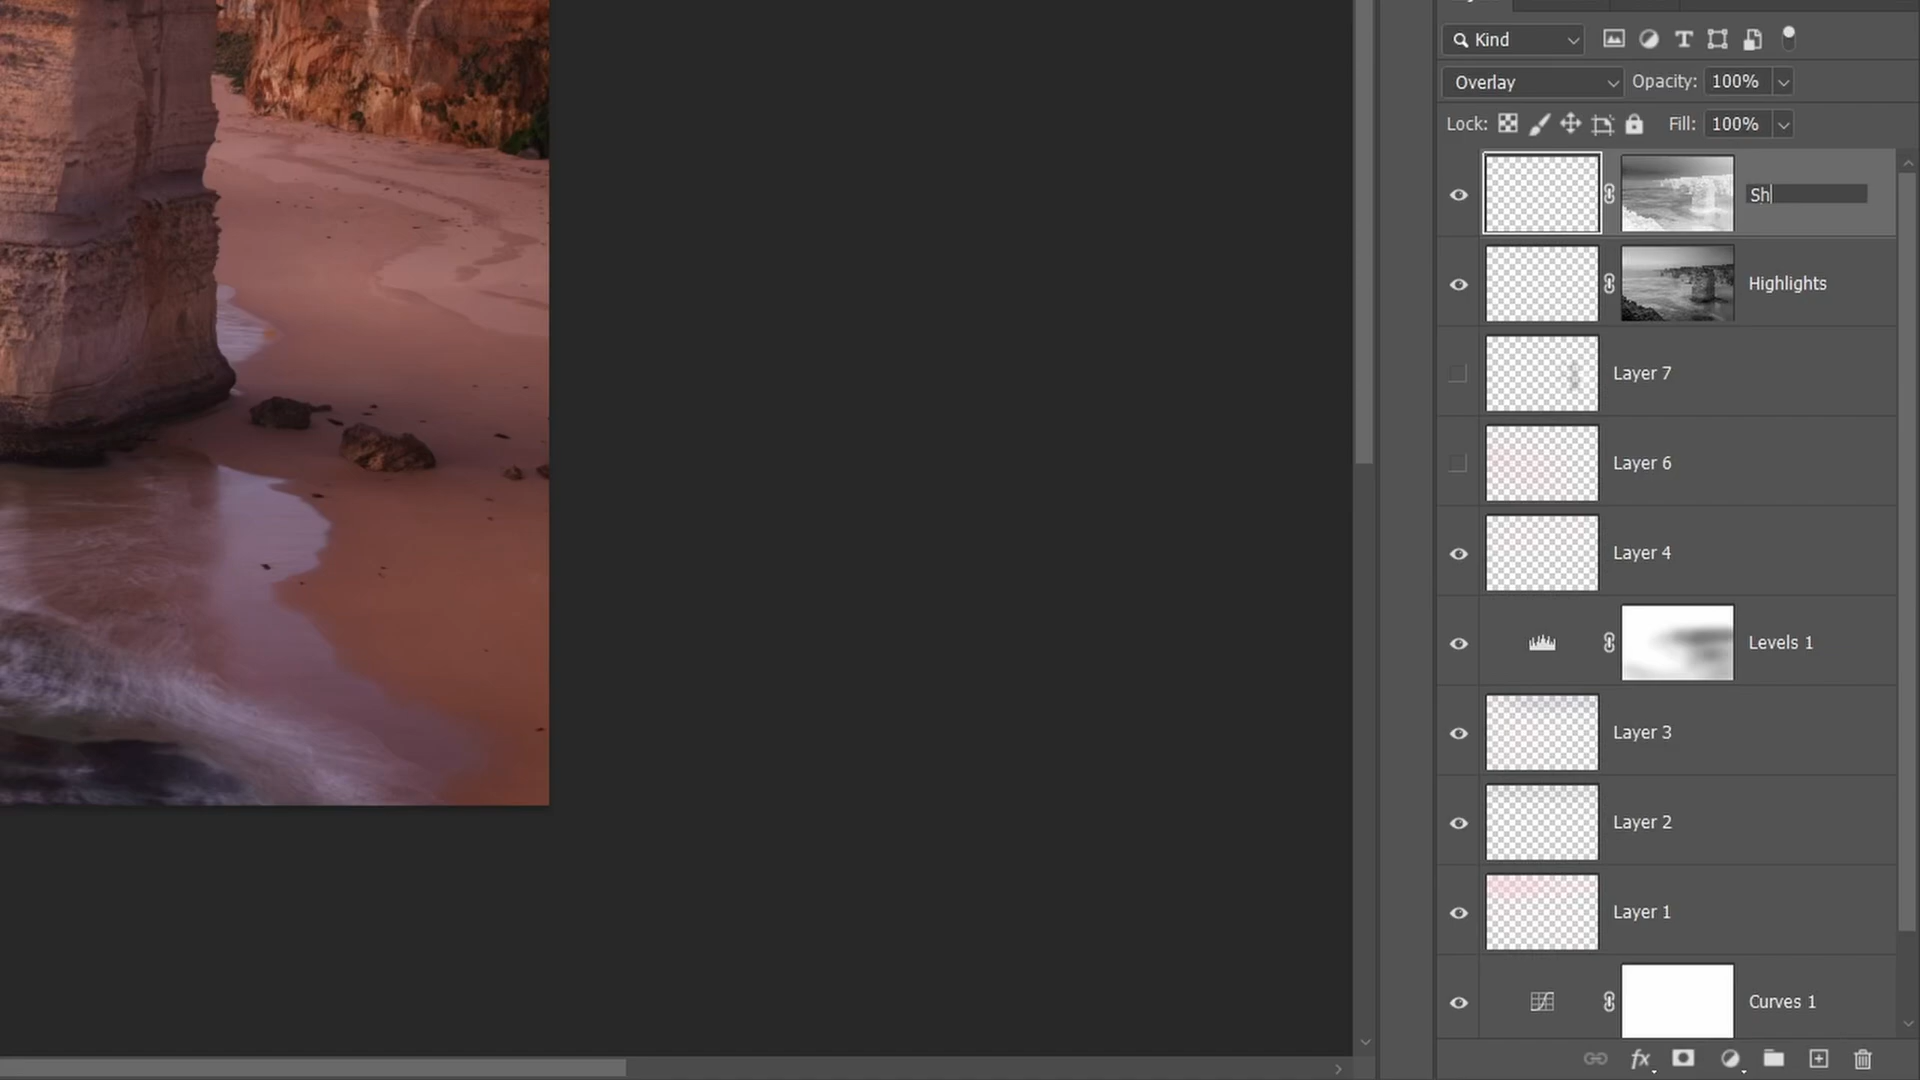 Kind
Overlay
Opacity: 100%
Lock:
Fill: 100%
Sh
Highlights
Layer 7
Layer 6
Layer 4
Levels 1
Layer 3
Layer 2
Layer 1
Curves 1
fx